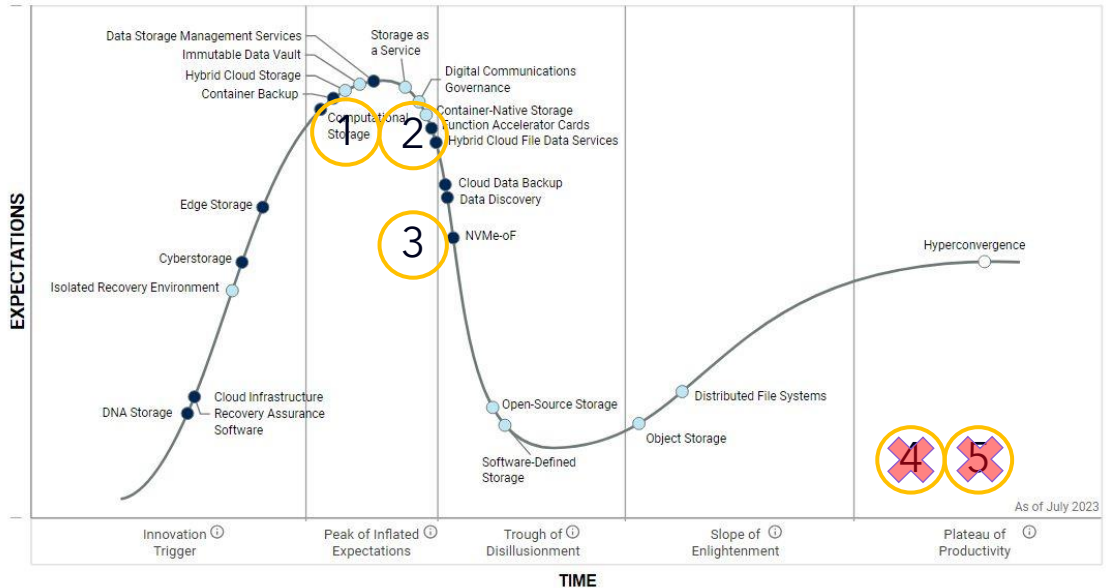 Data Storage Management Services
Immutable Data Vault
Hybrid Cloud Storage
Container Backup
Storage as
a Service
Digital Communications
Governance
Container-Native Storage
Function Accelerator Cards
Hybrid Cloud File Data Services
Computational
Storage
1
2
Cloud Data Backup
Data Discovery
NVMe-oF
3
Edge Storage
Cyberstorage
Isolated Recovery Environment
Cloud Infrastructure
Recovery Assurance
Software
DNA Storage
Open-Source Storage
Software-Defined
Storage
Object Storage
Distributed File Systems
Hyperconvergence
4
5
As of July 2023
EXPECTATIONS
Innovation
Trigger
Peak of Inflated
Expectations
Trough of
Disillusionment
Slope of
Enlightenment
Plateau of
Productivity
TIME